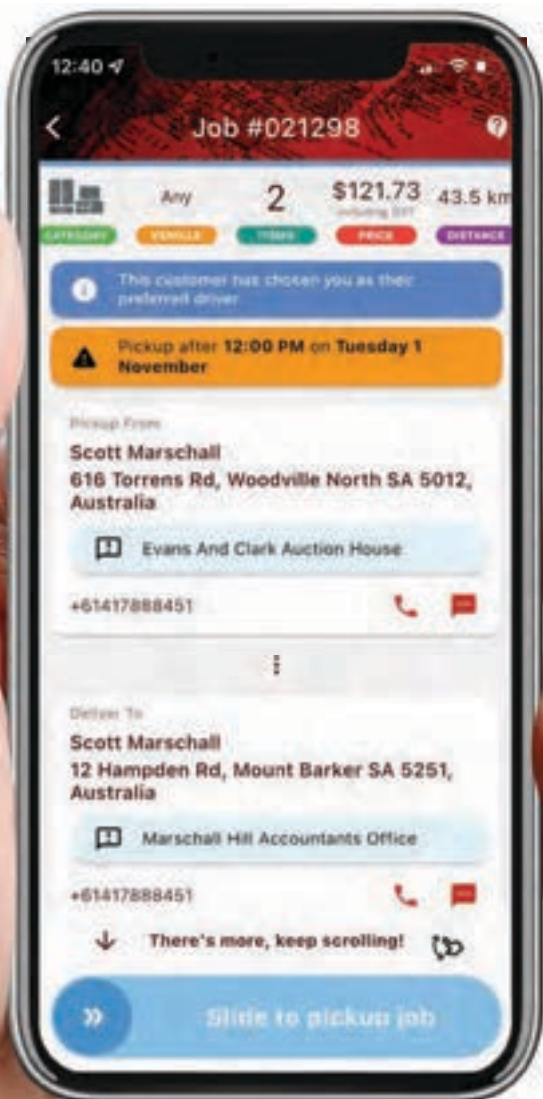 12:40
Job #021298
Any
2
$121.73
43.5 km
including GST
CATEGORY
VEHICLE
ITEMS
PRICE
DISTANCE
This customer has chosen you as their
preferred driver
Pickup after 12:00 PM on Tuesday 1
November
Pickup From
Scott Marschall
616 Torrens Rd, Woodville North SA 5012,
Australia
Evans And Clark Auction House
+61417888451
Deliver To
Scott Marschall
12 Hampden Rd, Mount Barker SA 5251,
Australia
Marschall Hill Accountants Office
+61417888451
There's more, keep scrolling!
Slide to pickup job